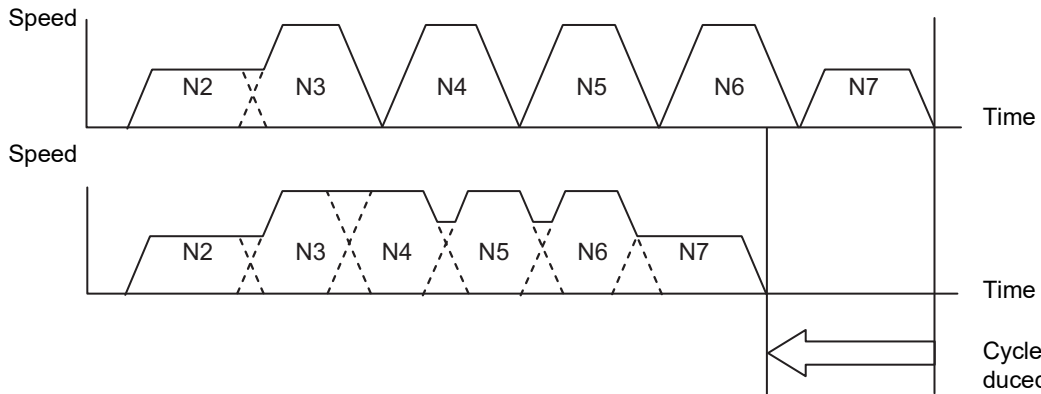 Speed
N2 N3 N4 N5 N6 N7
Time
Speed
N2 N3 N4 N5 N6 N7
Time
Cycle
duced